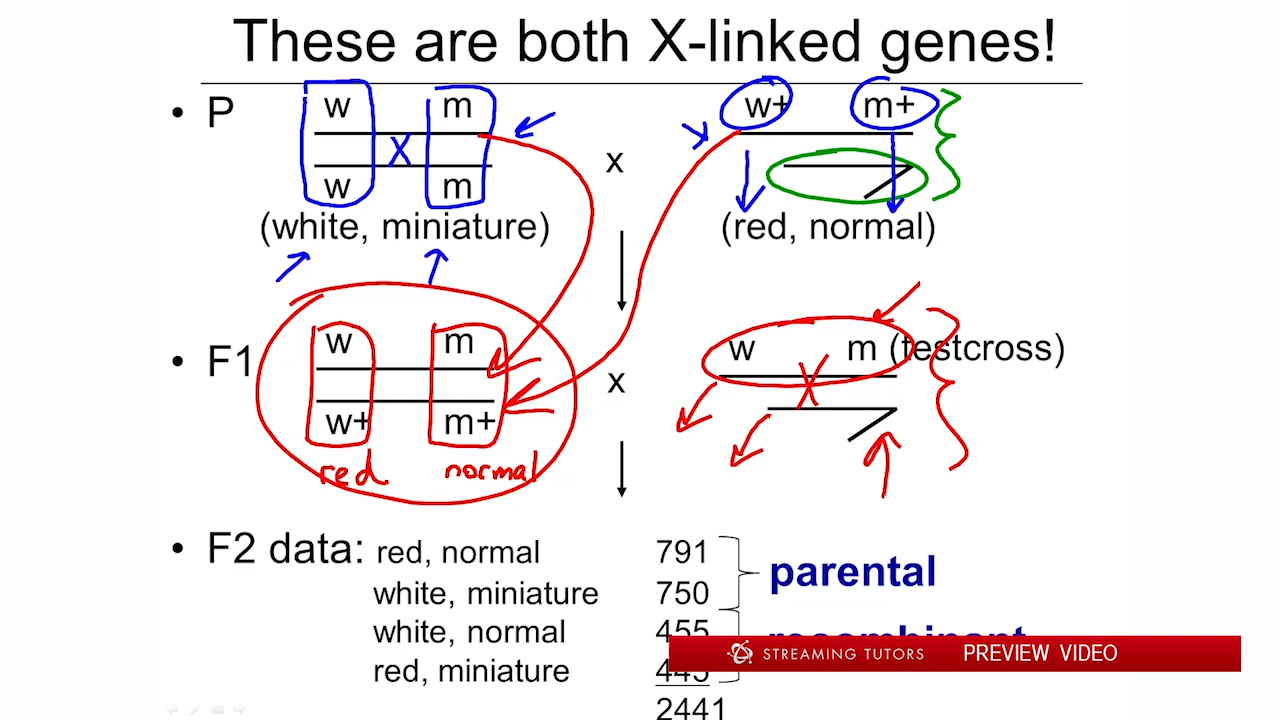 These are both X-linked genes!
• P
w m
w+ m+
X
x
w m
(white, miniature)
(red, normal)
• F1
w m
w m (testcross)
x
X
w+ m+
red normal
• F2 data: red, normal 791
parental
white, miniature 750
white, normal 455
recombinant
red, miniature 445
2441
STREAMING TUTORS PREVIEW VIDEO